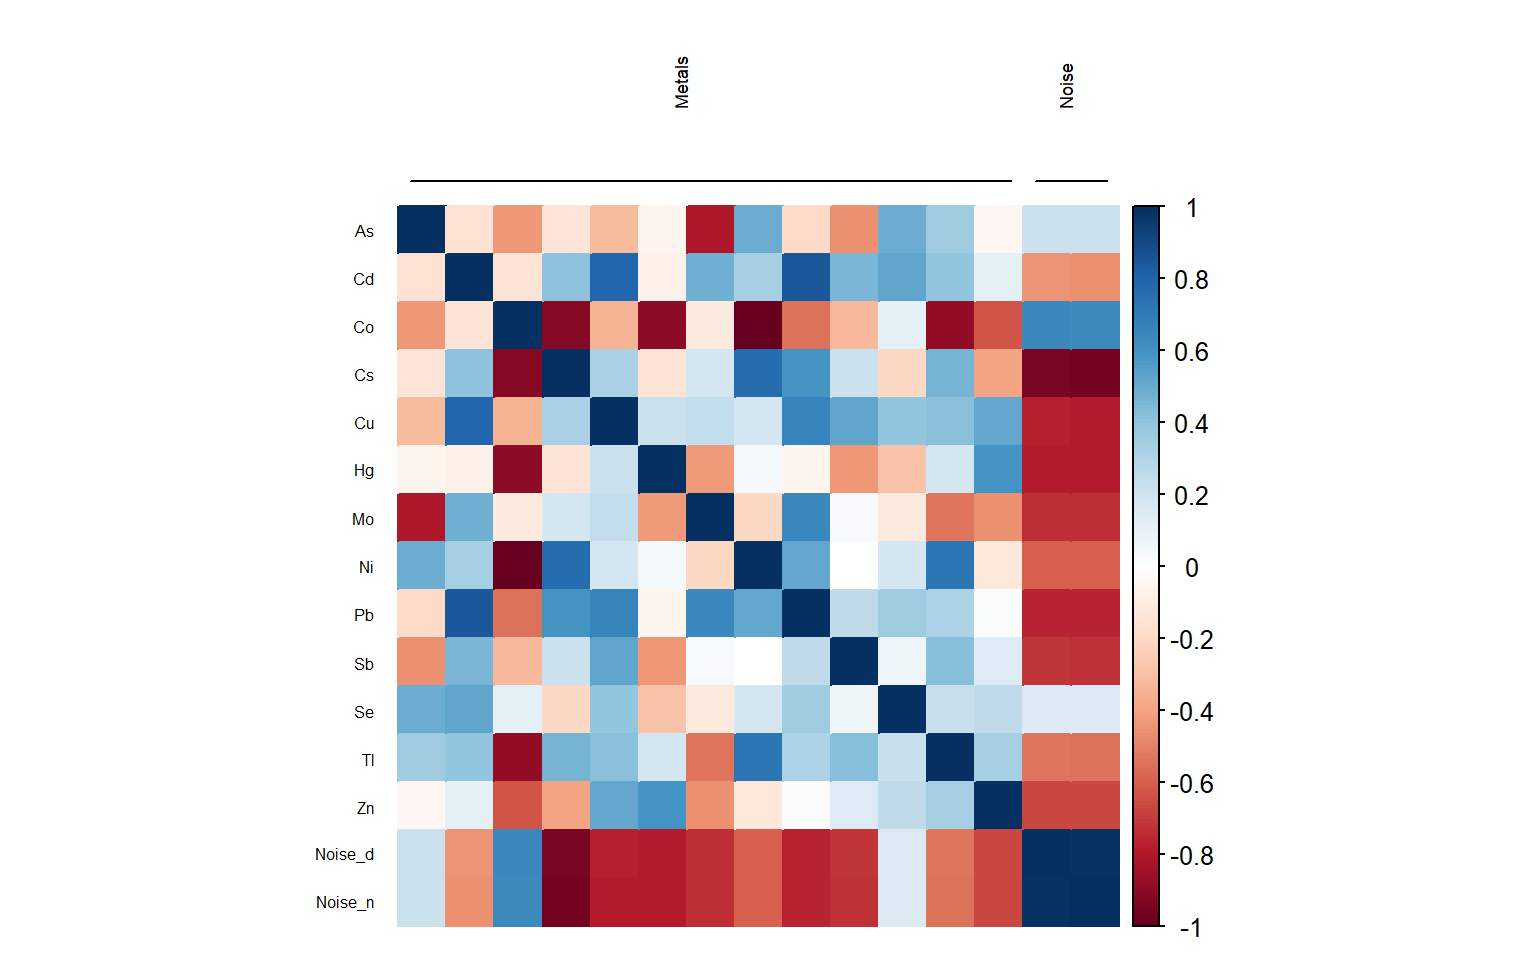 Metals
Noise
As
Cd
Co
Cs
Cu
Hg
Mo
Ni
Pb
Sb
Se
Tl
Zn
Noise_d
Noise_n
1
0.8
0.6
0.4
0.2
0
-0.2
-0.4
-0.6
-0.8
-1